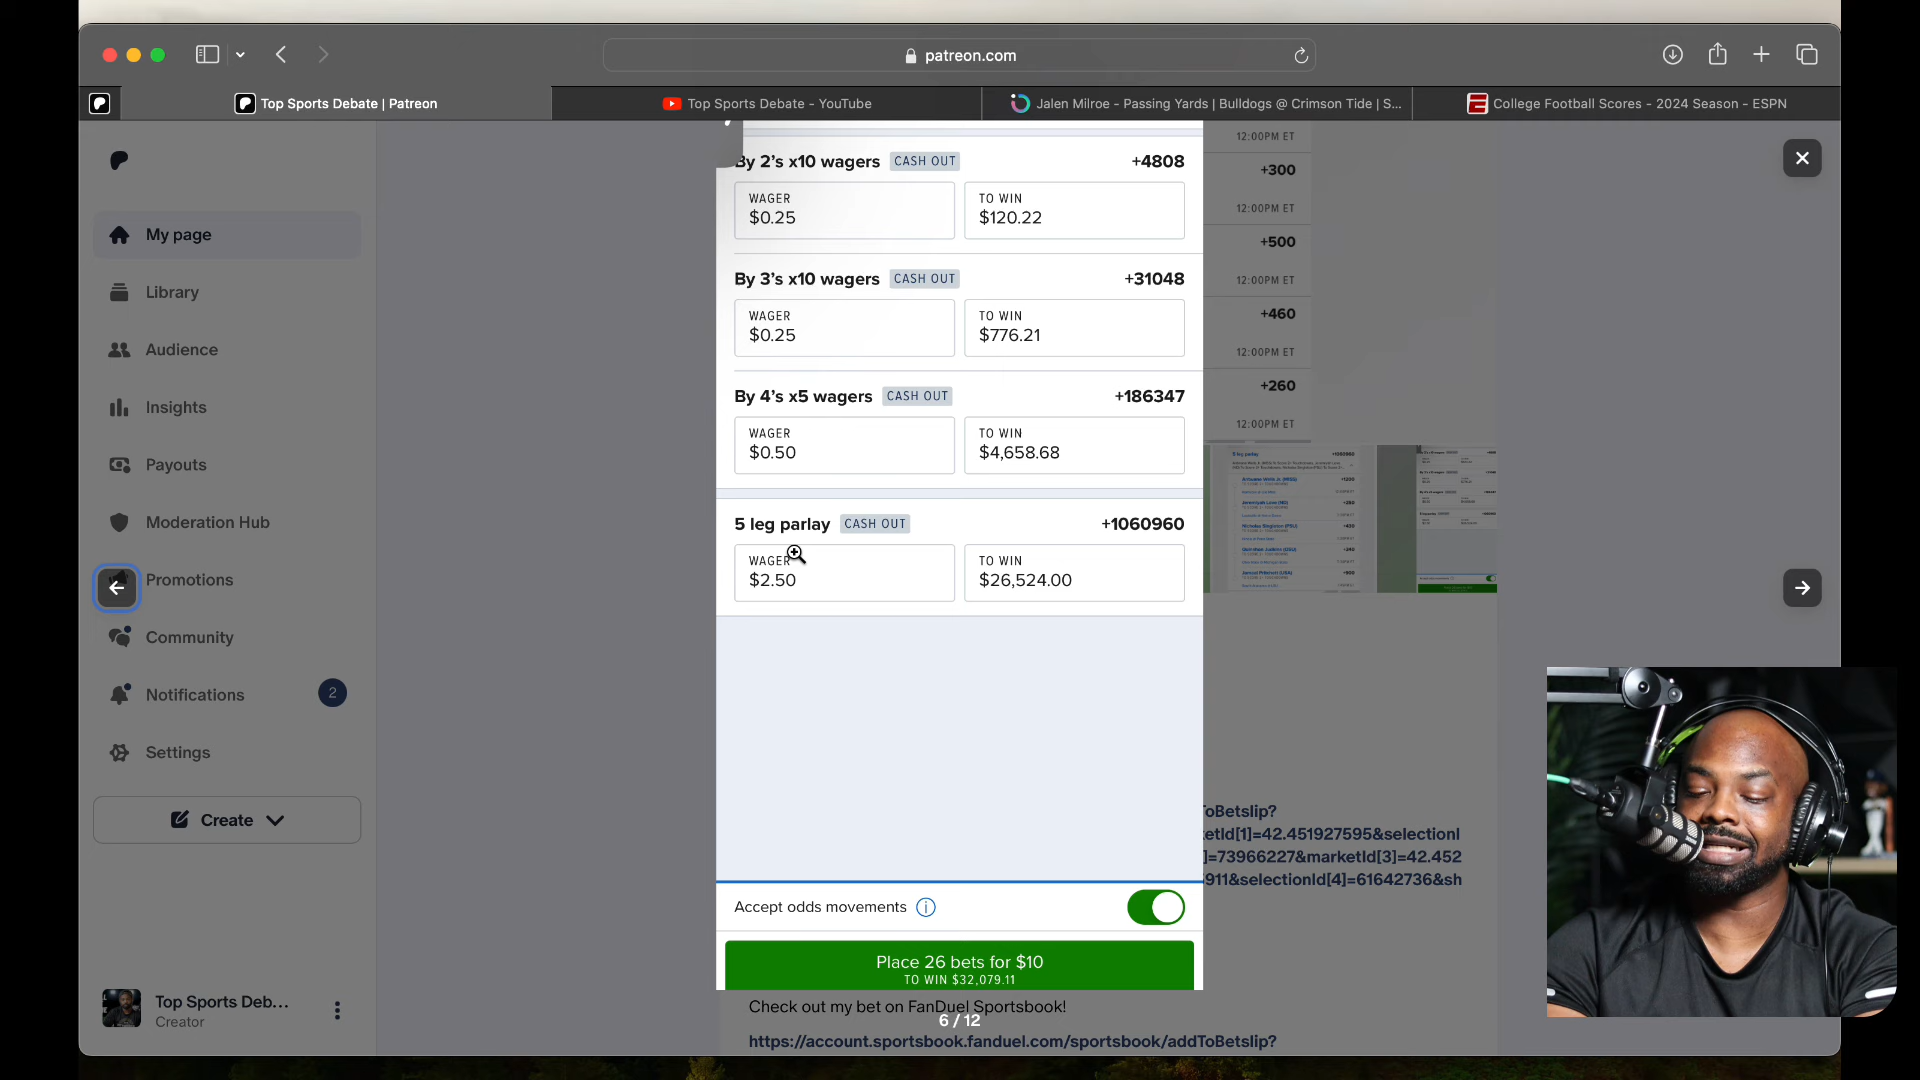 patreon.com
Top Sports Debate | Patreon
Top Sports Debate - YouTube
Jalen Milroe - Passing Yards | Bulldogs @ Crimson Tide | S...
College Football Scores - 2024 Season - ESPN
My page
Library
Audience
Insights
Payouts
Moderation Hub
Promotions
Community
Notifications 2
Settings
Create
Top Sports Deb...
Creator
By 2's x10 wagers CASH OUT +4808
WAGER TO WIN
$0.25 $120.22
By 3's x10 wagers CASH OUT +31048
WAGER TO WIN
$0.25 $776.21
By 4's x5 wagers CASH OUT +186347
WAGER TO WIN
$0.50 $4,658.68
5 leg parlay CASH OUT +1060960
WAGER TO WIN
$2.50 $26,524.00
Accept odds movements
Place 26 bets for $10
TO WIN $32,079.11
12:00PM ET
+300
12:00PM ET
+500
12:00PM ET
+460
12:00PM ET
+260
12:00PM ET
5 leg parlay +1060960
ToBetslip?
etId[1]=42.451927595&selectionI
]=73966227&marketId[3]=42.452
911&selectionId[4]=61642736&sh
Check out my bet on FanDuel Sportsbook!
6 / 12
https://account.sportsbook.fanduel.com/sportsbook/addToBetslip?